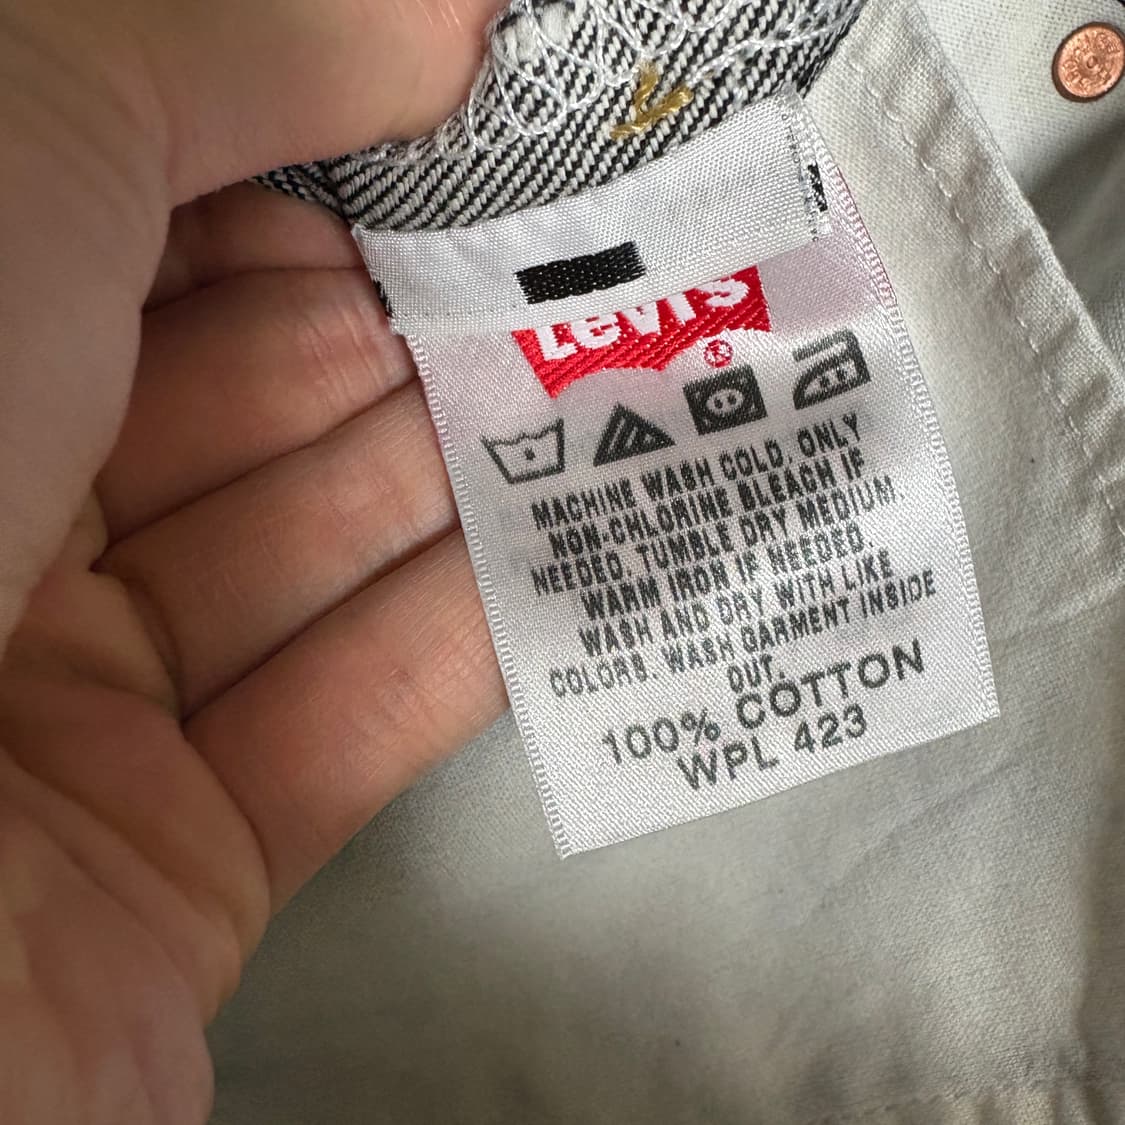 Levi's
®
MACHINE WASH COLD. ONLY
NON-CHLORINE BLEACH IF
NEEDED. TUMBLE DRY MEDIUM.
WARM IRON IF NEEDED.
WASH AND DRY WITH LIKE
COLORS. WASH GARMENT INSIDE
OUT.
100% COTTON
WPL 423